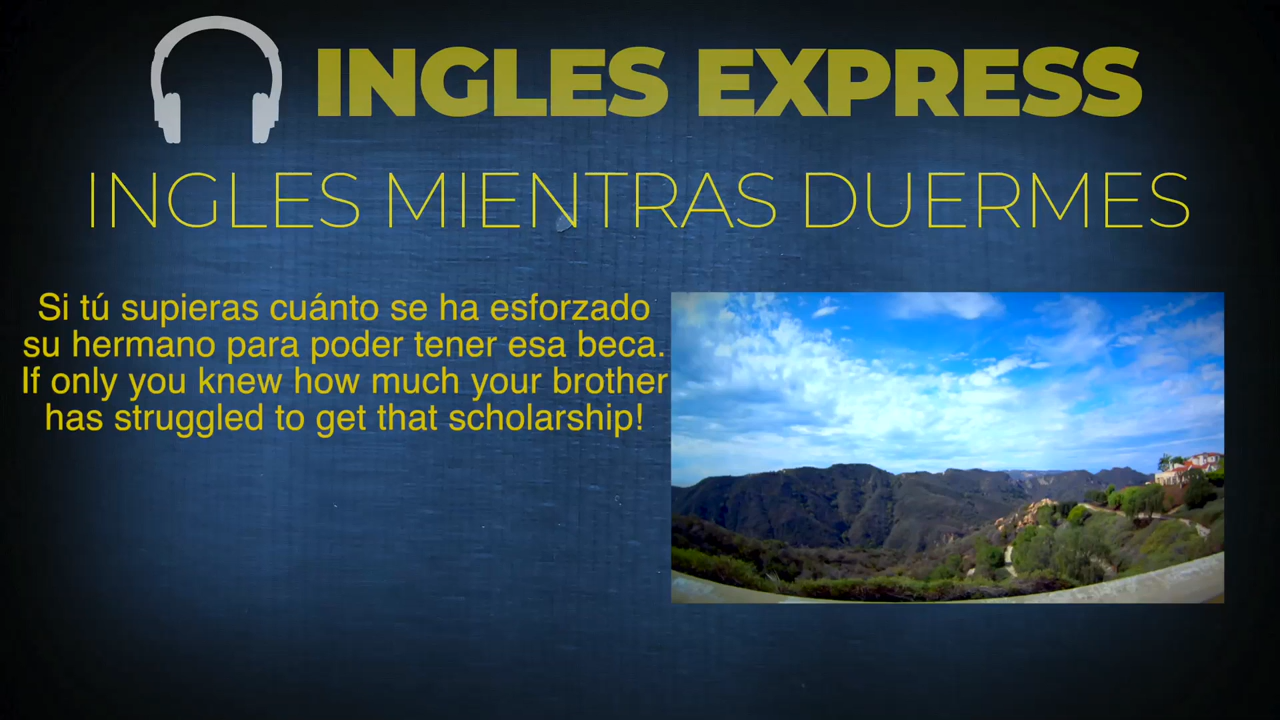 INGLES EXPRESS
INGLES MIENTRAS DUERMES
Si tú supieras cuánto se ha esforzado
su hermano para poder tener esa beca.
If only you knew how much your brother
has struggled to get that scholarship!